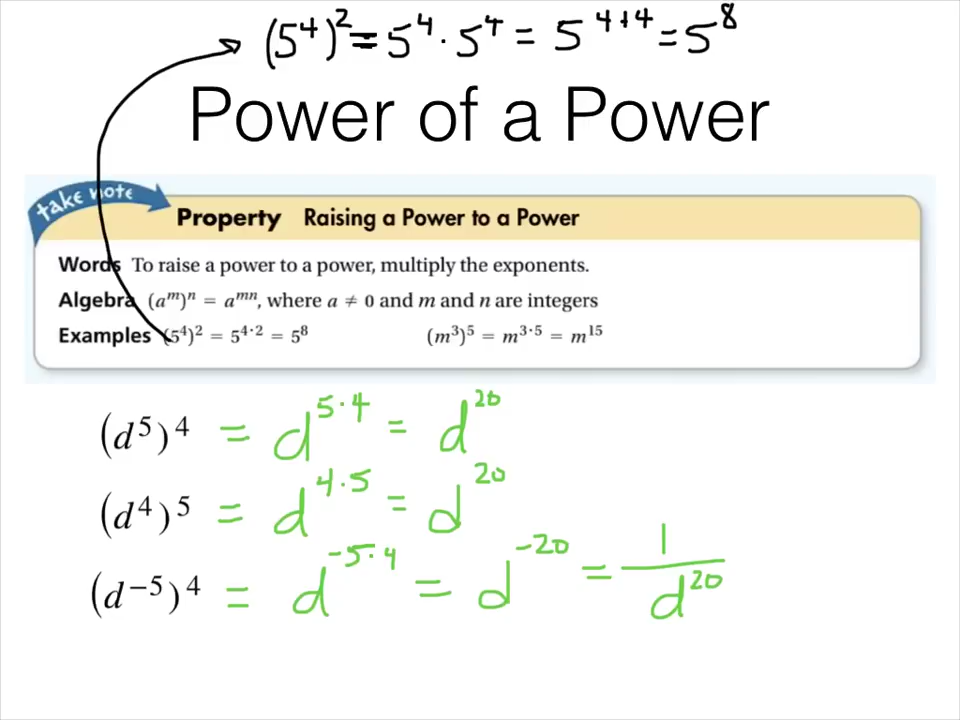 (5⁴)² = 5⁴ · 5⁴ = 5⁴⁺⁴ = 5⁸
Power of a Power
take note
Property Raising a Power to a Power
Words To raise a power to a power, multiply the exponents.
Algebra (aᵐ)ⁿ = aᵐⁿ, where a ≠ 0 and m and n are integers
Examples (5⁴)² = 5⁴˙² = 5⁸ (m³)⁵ = m³˙⁵ = m¹⁵
(d⁵)⁴ = d⁵˙⁴ = d²⁰
(d⁴)⁵ = d⁴˙⁵ = d²⁰
(d⁻⁵)⁴ = d⁻⁵˙⁴ = d⁻²⁰ = 1/d²⁰